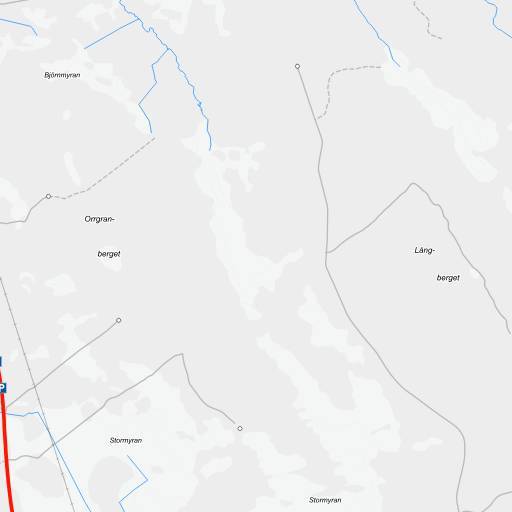 Björnmyran
Orrgran-
berget
Lång-
berget
P
Stormyran
Stormyran